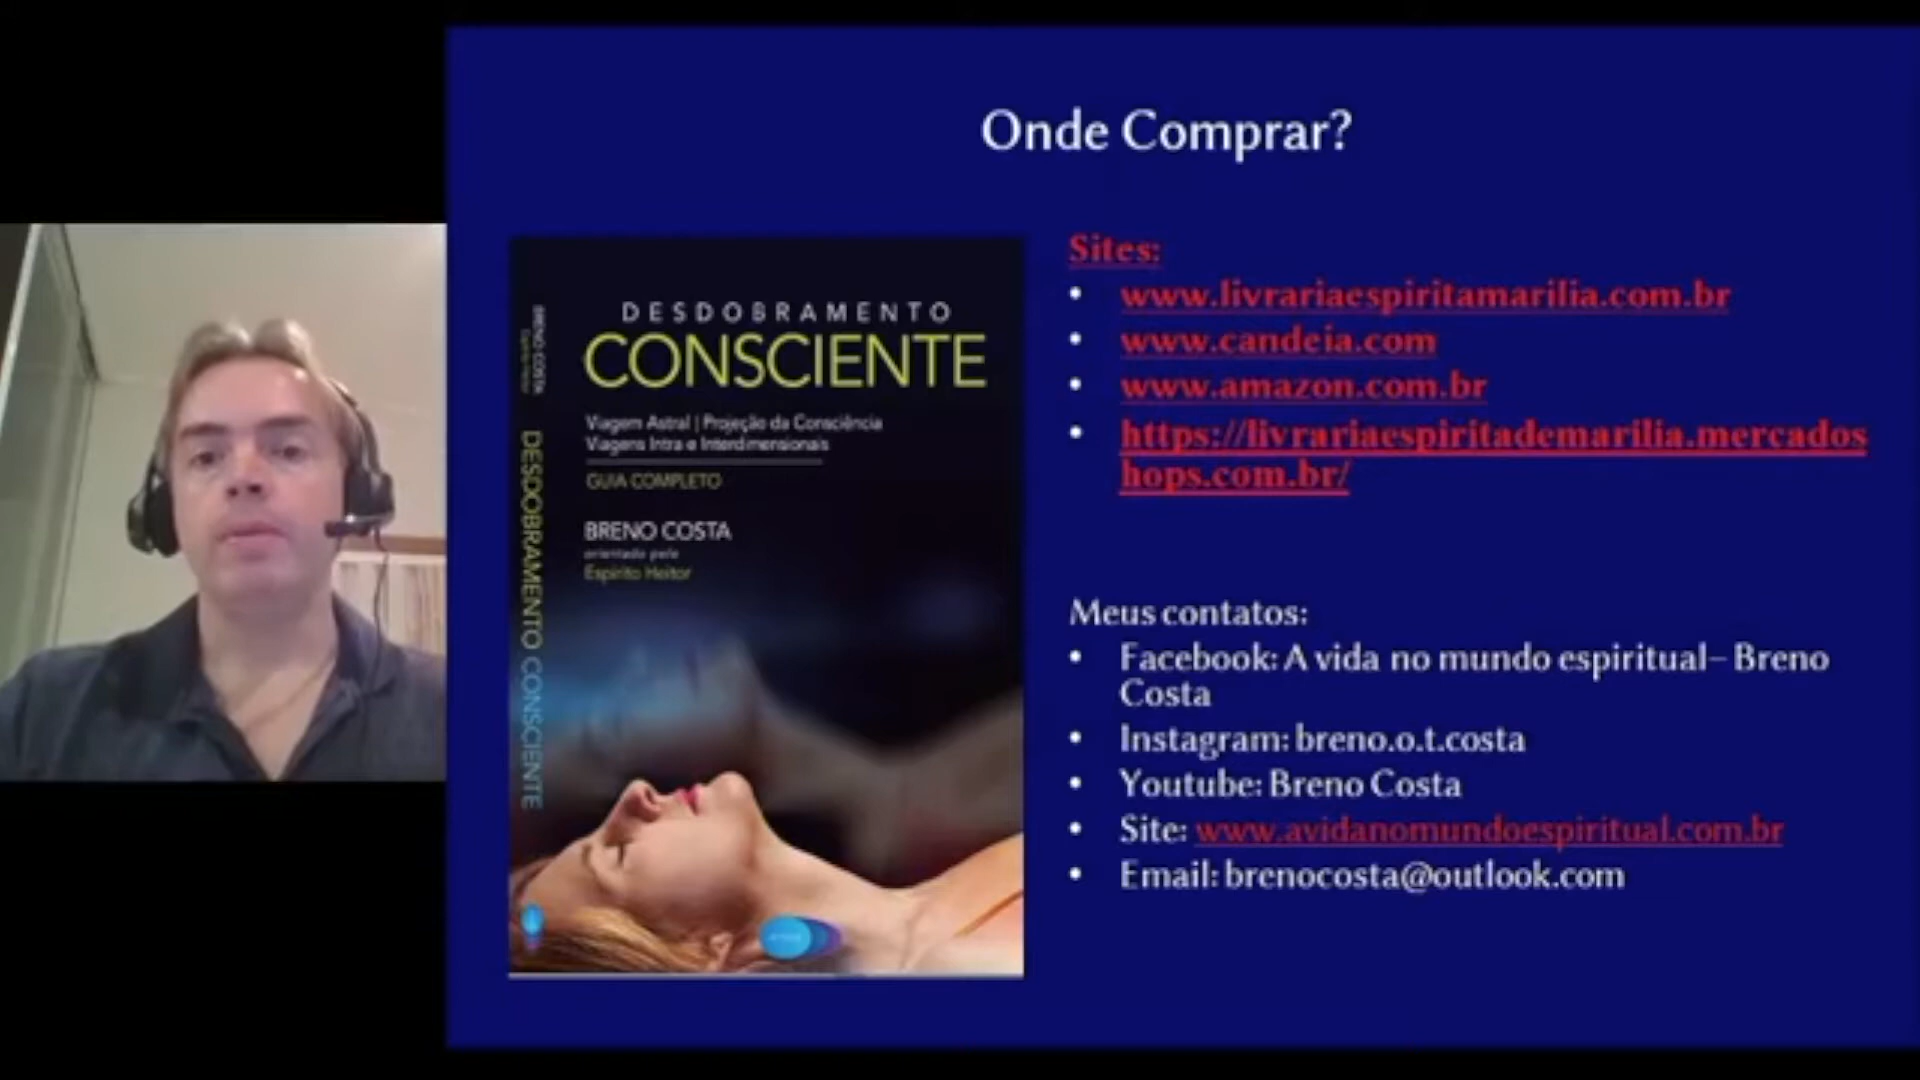 Onde Comprar?
DESDOBRAMENTO
CONSCIENTE
Viagem Astral | Projeção da Consciência
Viagens Intra e Interdimensionais
GUIA COMPLETO
BRENO COSTA
orientado pelo
Espírito Heitor
BRENO COSTA
DESDOBRAMENTO CONSCIENTE
Sites:
• www.livrariaespiritamarilia.com.br
• www.candeia.com
• www.amazon.com.br
• https://livrariaespiritademarilia.mercados
hops.com.br/
Meus contatos:
• Facebook: A vida no mundo espiritual– Breno
Costa
• Instagram: breno.o.t.costa
• Youtube: Breno Costa
• Site: www.avidanomundoespiritual.com.br
• Email: brenocosta@outlook.com